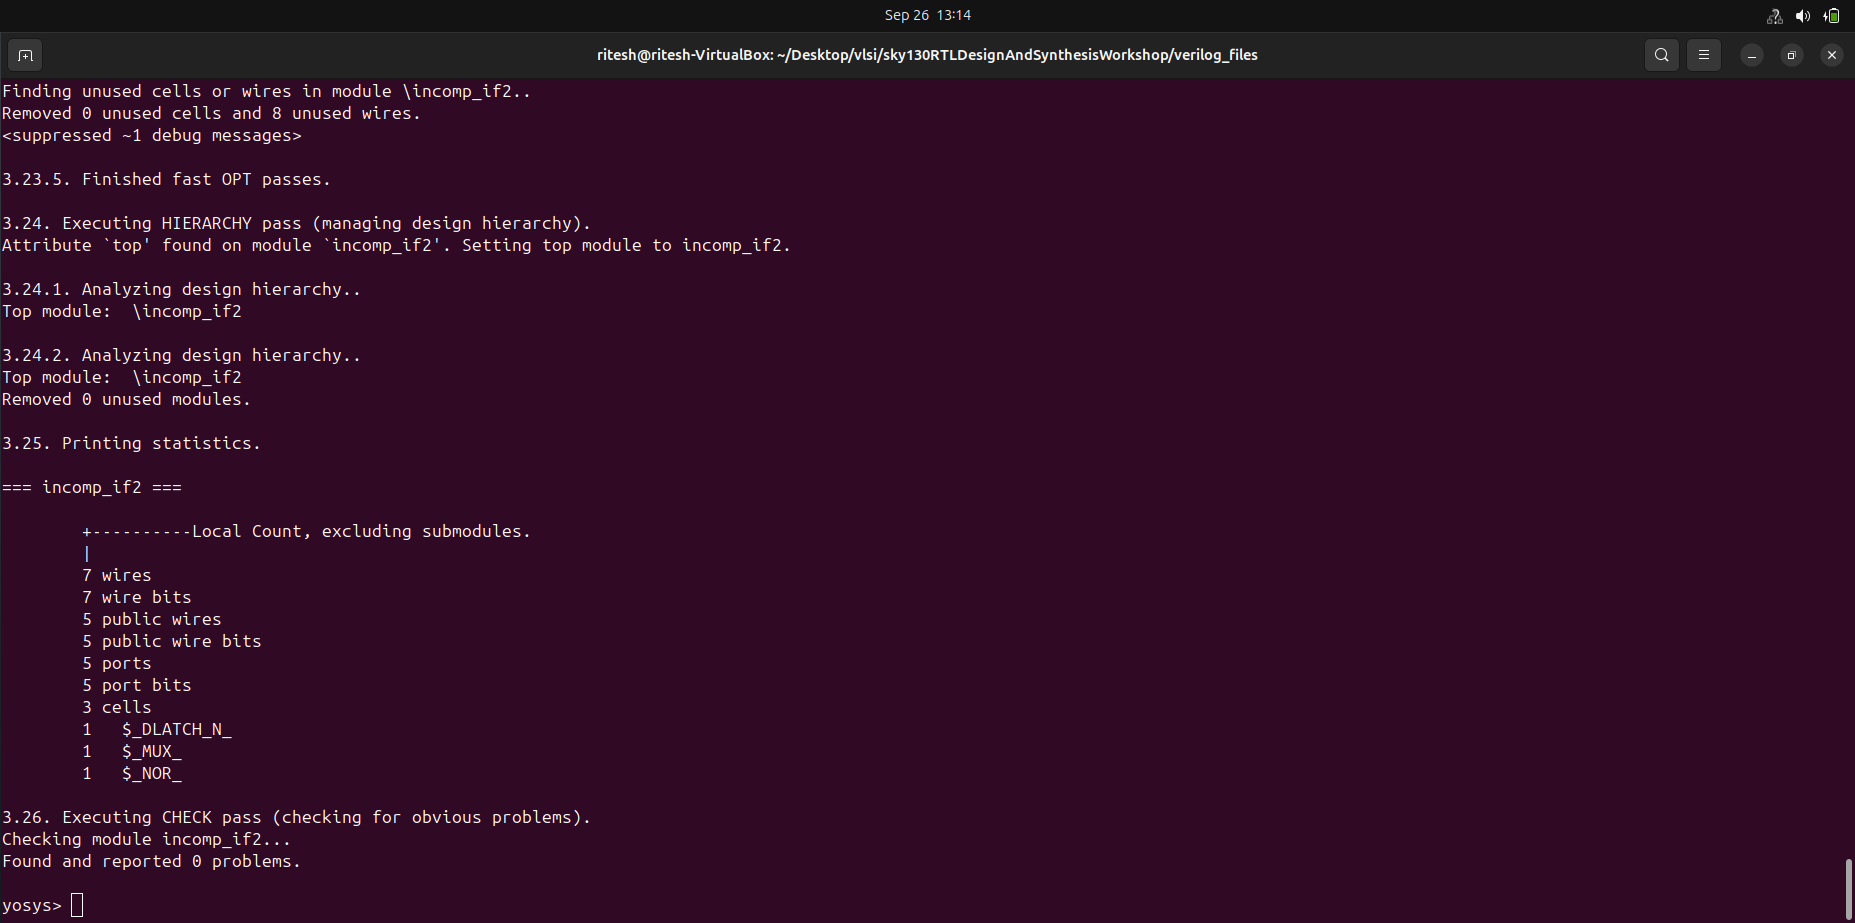 Sep 26 13:14
ritesh@ritesh-VirtualBox: ~/Desktop/vlsi/sky130RTLDesignAndSynthesisWorkshop/verilog_files
Finding unused cells or wires in module \incomp_if2..
Removed 0 unused cells and 8 unused wires.
<suppressed ~1 debug messages>
3.23.5. Finished fast OPT passes.
3.24. Executing HIERARCHY pass (managing design hierarchy).
Attribute `top' found on module `incomp_if2'. Setting top module to incomp_if2.
3.24.1. Analyzing design hierarchy..
Top module:  \incomp_if2
3.24.2. Analyzing design hierarchy..
Top module:  \incomp_if2
Removed 0 unused modules.
3.25. Printing statistics.
=== incomp_if2 ===
+----------Local Count, excluding submodules.
|
7 wires
7 wire bits
5 public wires
5 public wire bits
5 ports
5 port bits
3 cells
1   $_DLATCH_N_
1   $_MUX_
1   $_NOR_
3.26. Executing CHECK pass (checking for obvious problems).
Checking module incomp_if2...
Found and reported 0 problems.
yosys>